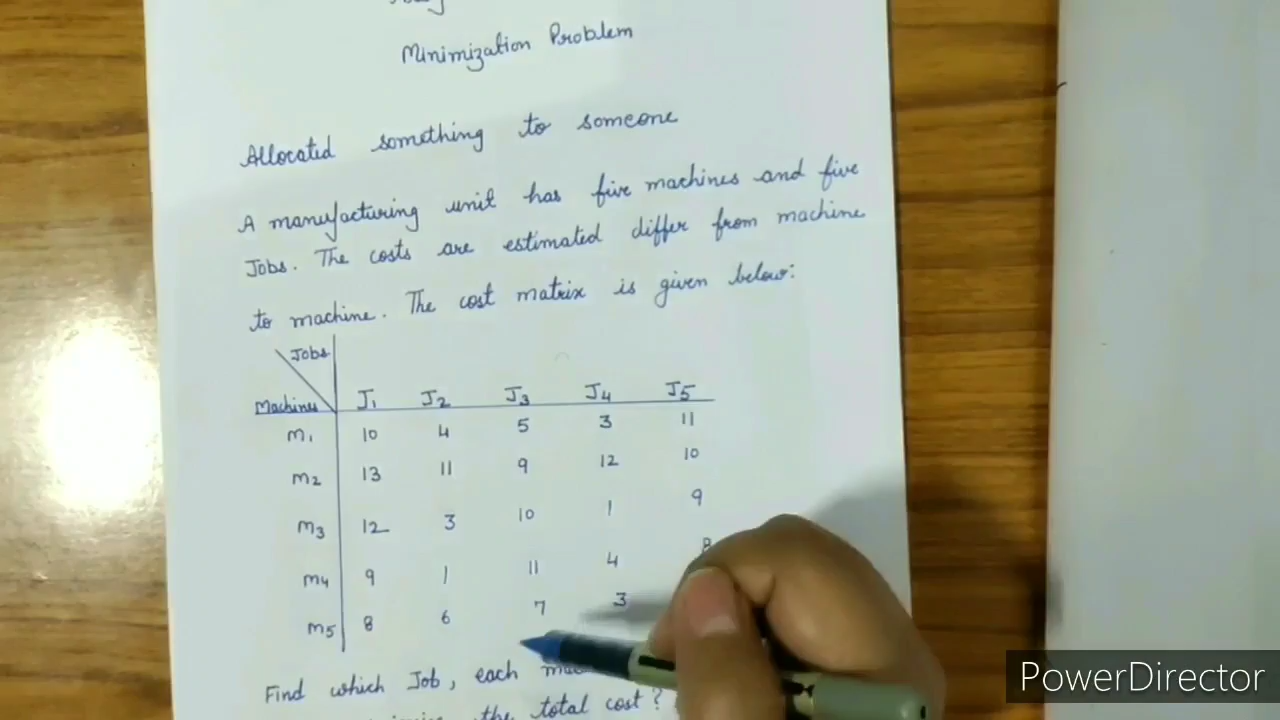 Minimization Problem
Allocated something to someone
A manufacturing unit has five machines and five
Jobs. The costs are estimated differ from machine
to machine. The cost matrix is given below:
Jobs
Machines J1 J2 J3 J4 J5
M1 10 4 5 3 11
M2 13 11 9 12 10
M3 12 3 10 1 9
M4 9 1 11 4 8
M5 8 6 7 3
Find which Job, each
the total cost?
PowerDirector